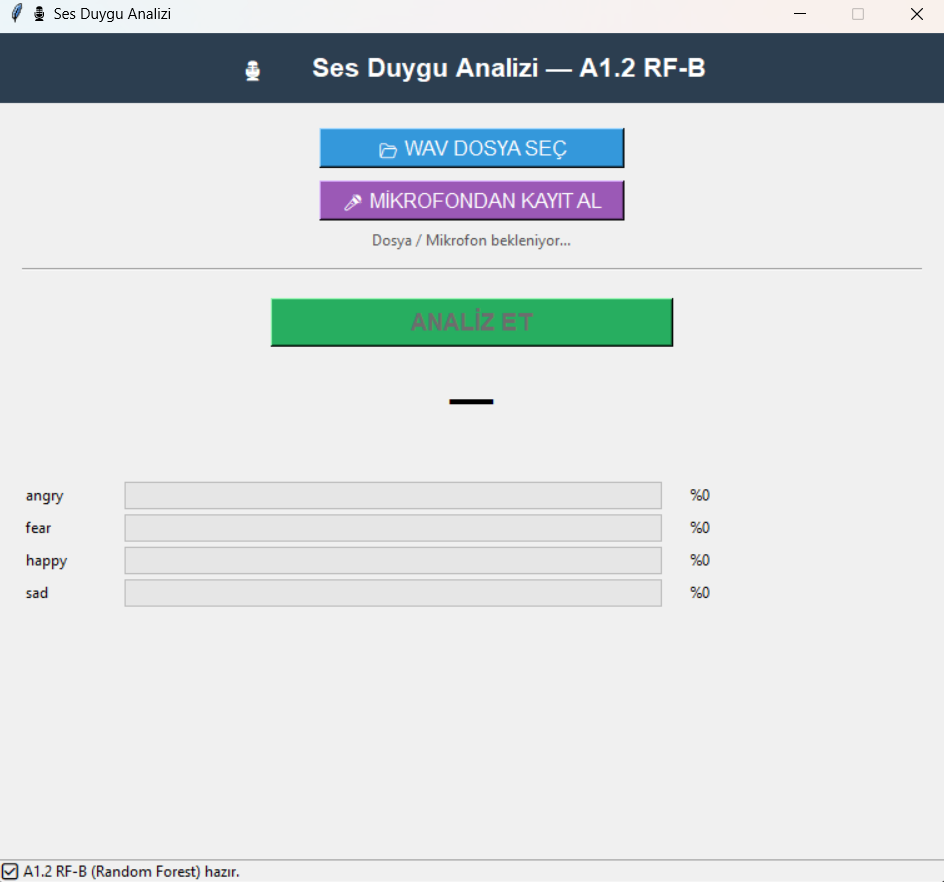 Ses Duygu Analizi
Ses Duygu Analizi — A1.2 RF-B
WAV DOSYA SEÇ
MİKROFONDAN KAYIT AL
Dosya / Mikrofon bekleniyor...
ANALİZ ET
—
angry %0
fear %0
happy %0
sad %0
A1.2 RF-B (Random Forest) hazır.